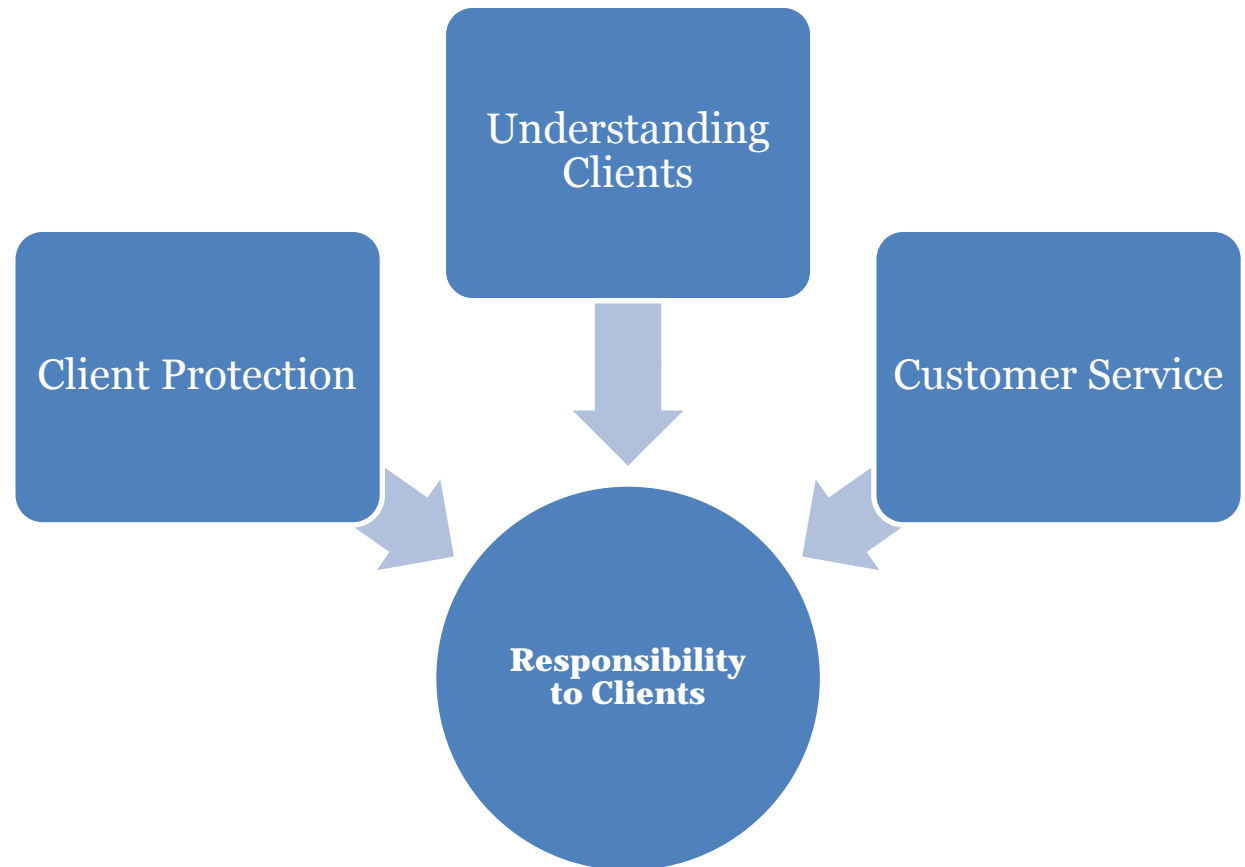 Understanding
Clients
Client Protection
Customer Service
Responsibility
to Clients